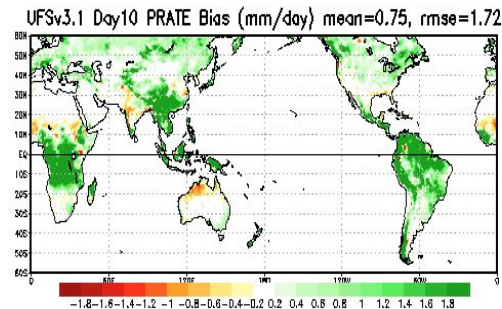 UFSv3.1 Day10 PRATE Bias (mm/day) mean=0.75, rmse=1.72
60N
50N
40N
30N
20N
10N
EQ
10S
20S
30S
40S
50S
60S
0 60E 120E 180 120W 60W 0
-1.8-1.6-1.4-1.2 -1 -0.8-0.6-0.4-0.2 0.2 0.4 0.6 0.8 1 1.2 1.4 1.6 1.8